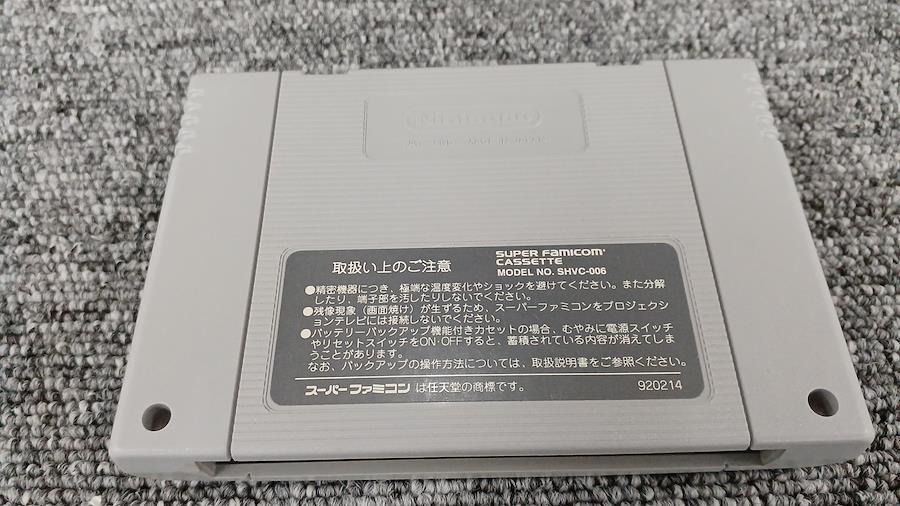 Nintendo
取扱い上のご注意
SUPER FAMICOM
CASSETTE
MODEL NO. SHVC-006
●精密機器につき、極端な温度変化やショックを避けてください。また分解
したり、端子部を汚したりしないでください。
●残像現象（画面焼け）が生ずるため、スーパーファミコンをプロジェクシ
ョンテレビには接続しないでください。
●バッテリーバックアップ機能付きカセットの場合、むやみに電源スイッチ
やリセットスイッチをON･OFFすると、蓄積されている内容が消えてしま
うことがあります。
なお、バックアップの操作方法については、取扱説明書をご参照ください。
スーパーファミコン は任天堂の商標です。
920214